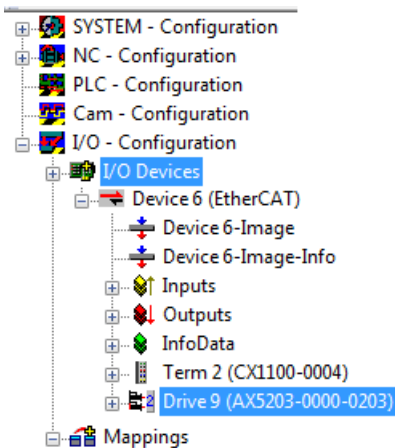 SYSTEM - Configuration
NC - Configuration
PLC - Configuration
Cam - Configuration
I/O - Configuration
I/O Devices
Device 6 (EtherCAT)
Device 6-Image
Device 6-Image-Info
Inputs
Outputs
InfoData
Term 2 (CX1100-0004)
Drive 9 (AX5203-0000-0203)
Mappings